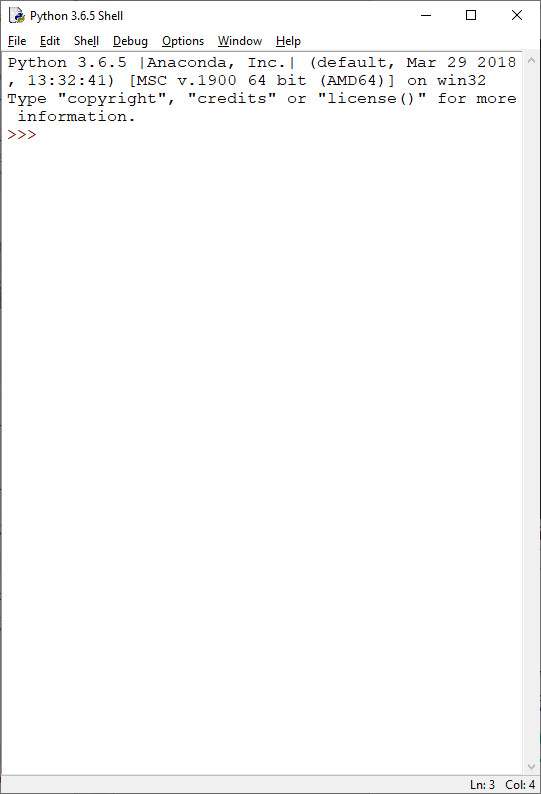 Python 3.6.5 Shell
File Edit Shell Debug Options Window Help
Python 3.6.5 |Anaconda, Inc.| (default, Mar 29 2018
, 13:32:41) [MSC v.1900 64 bit (AMD64)] on win32
Type "copyright", "credits" or "license()" for more
 information.
>>>
Ln: 3 Col: 4